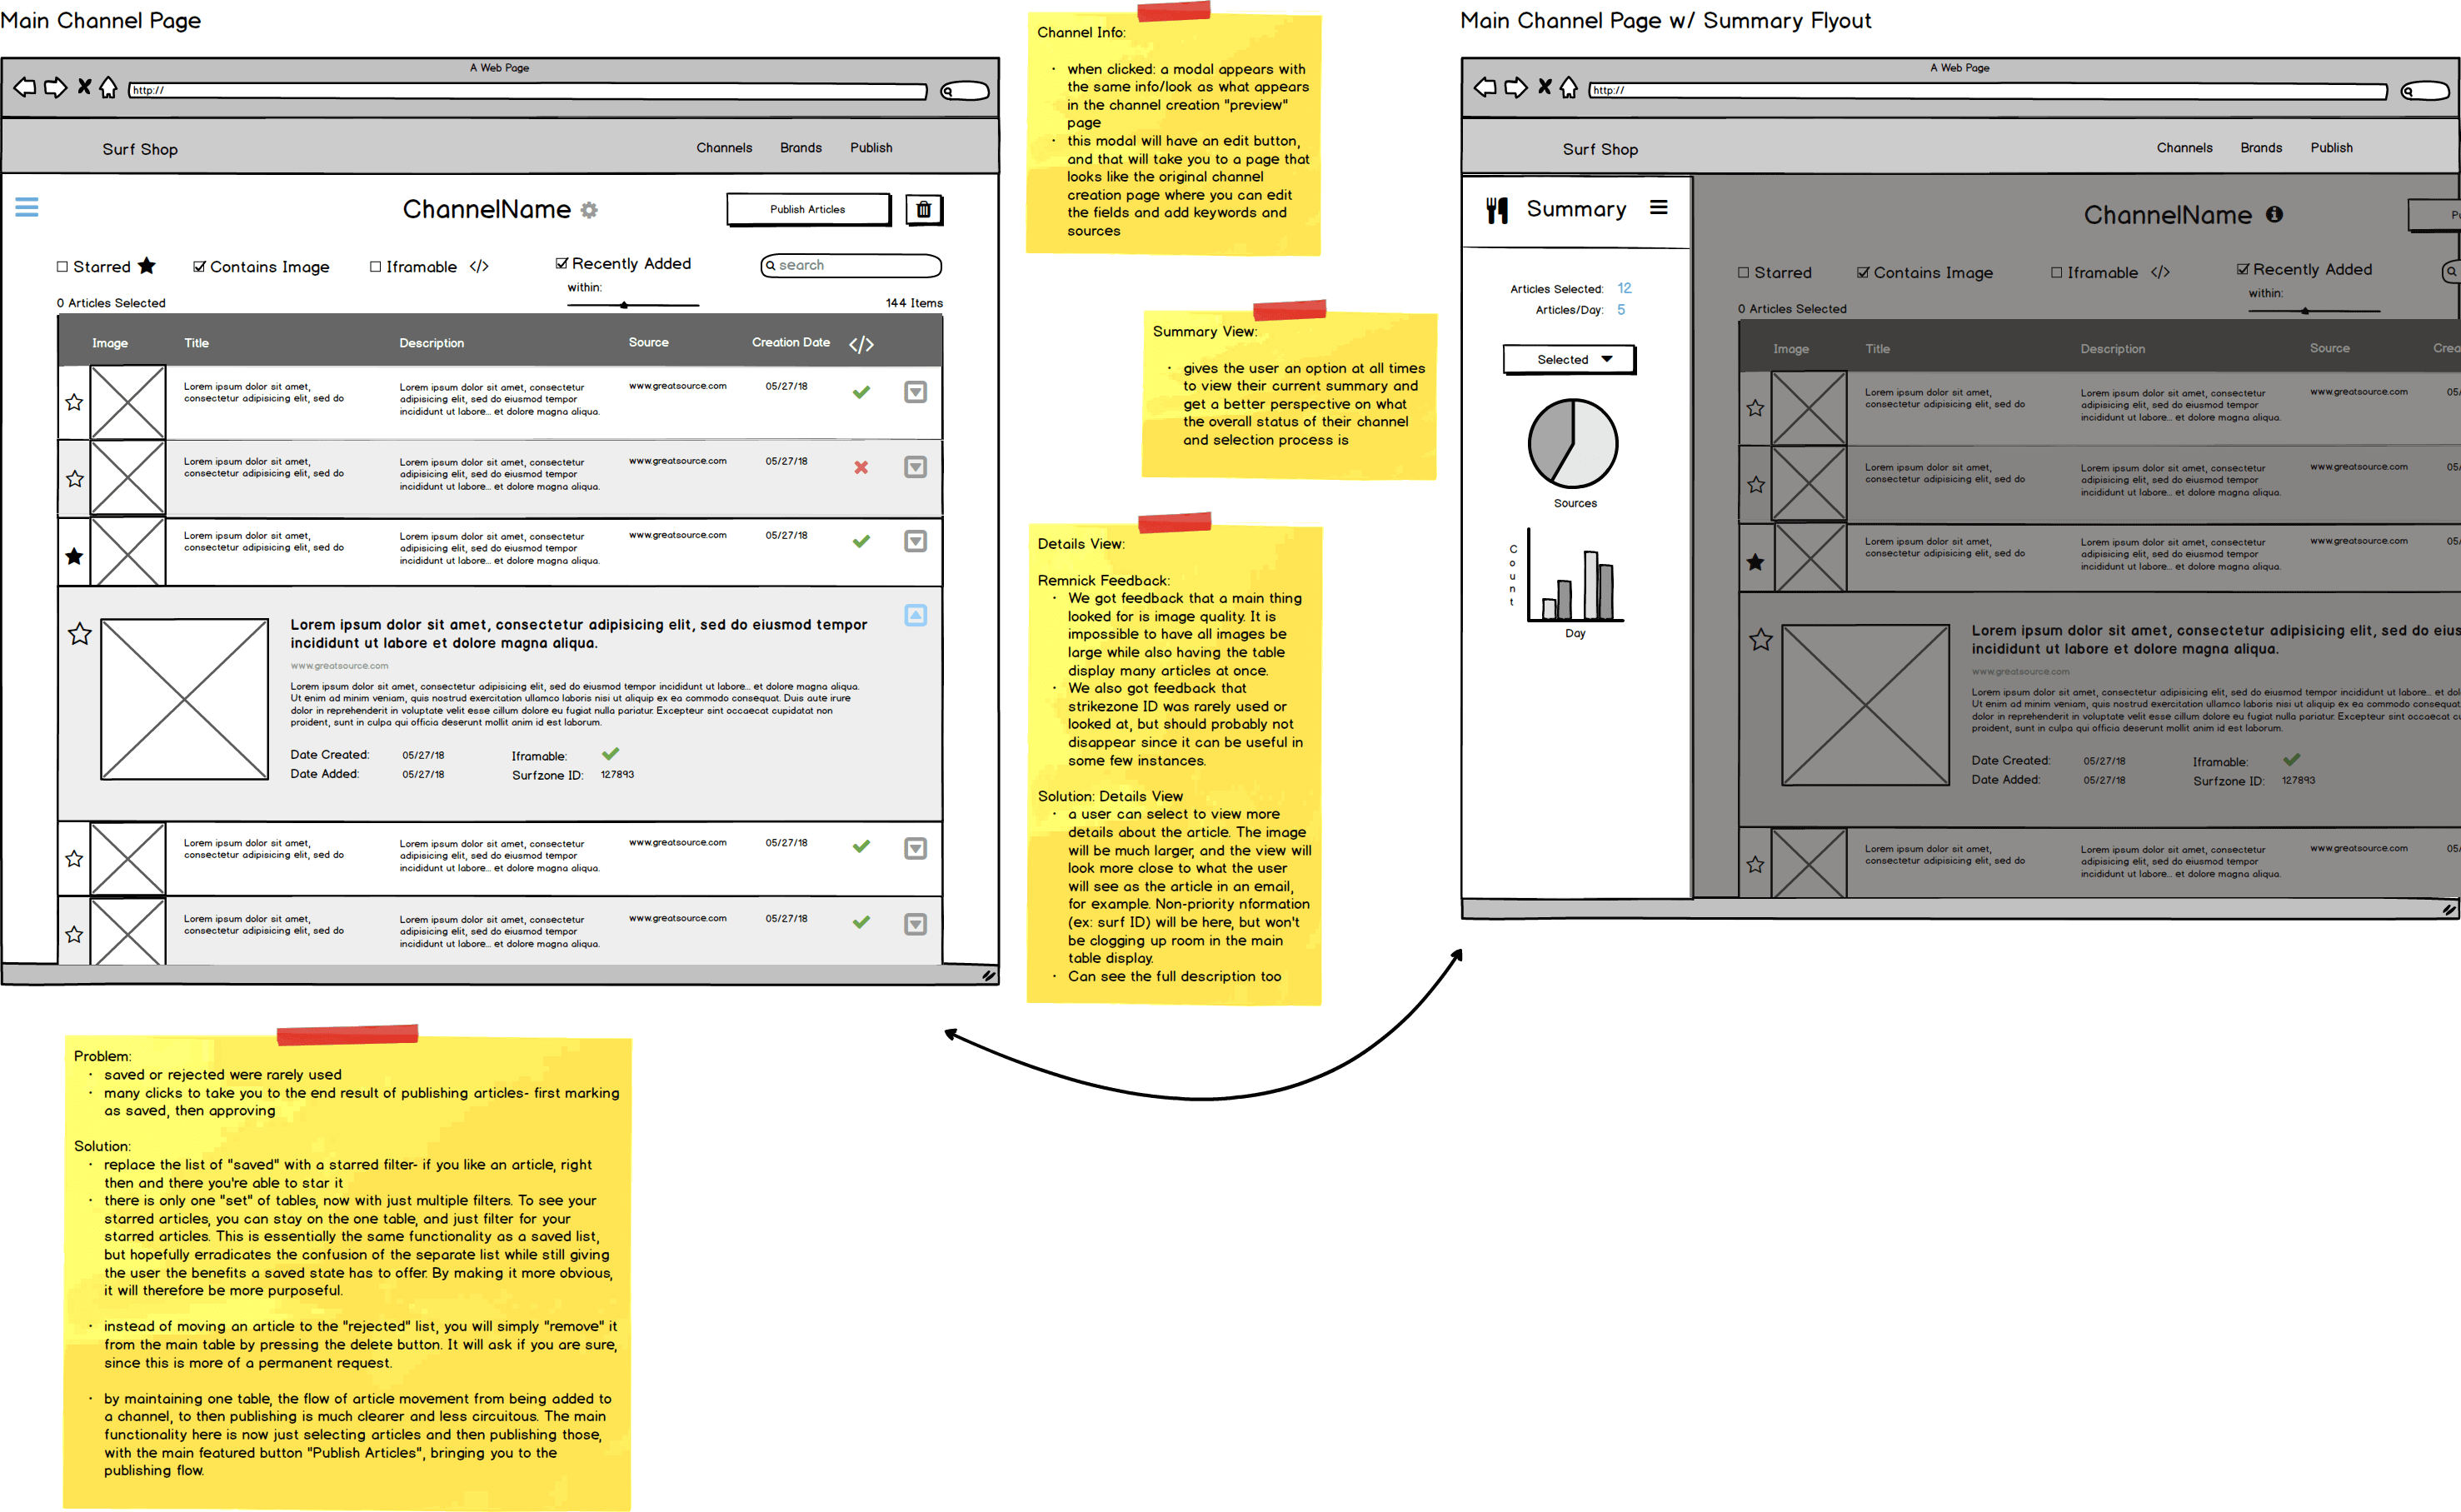 Main Channel Page
A Web Page
http://
Surf Shop
Channels Brands Publish
ChannelName
Publish Articles
Starred
Contains Image
Iframable </>
Recently Added
search
within:
0 Articles Selected
144 Items
Image Title Description Source Creation Date </>
Lorem ipsum dolor sit amet,
consectetur adipisicing elit, sed do
Lorem ipsum dolor sit amet, consectetur
adipisicing elit, sed do eiusmod tempor
incididunt ut labore... et dolore magna aliqua.
www.greatsource.com
05/27/18
Lorem ipsum dolor sit amet,
consectetur adipisicing elit, sed do
Lorem ipsum dolor sit amet, consectetur
adipisicing elit, sed do eiusmod tempor
incididunt ut labore... et dolore magna aliqua.
www.greatsource.com
05/27/18
Lorem ipsum dolor sit amet,
consectetur adipisicing elit, sed do
Lorem ipsum dolor sit amet, consectetur
adipisicing elit, sed do eiusmod tempor
incididunt ut labore... et dolore magna aliqua.
www.greatsource.com
05/27/18
Lorem ipsum dolor sit amet, consectetur adipisicing elit, sed do eiusmod tempor
incididunt ut labore et dolore magna aliqua.
www.greatsource.com
Lorem ipsum dolor sit amet, consectetur adipisicing elit, sed do eiusmod tempor incididunt ut labore... et dolore magna aliqua.
Ut enim ad minim veniam, quis nostrud exercitation ullamco laboris nisi ut aliquip ex ea commodo consequat. Duis aute irure
dolor in reprehenderit in voluptate velit esse cillum dolore eu fugiat nulla pariatur. Excepteur sint occaecat cupidatat non
proident, sunt in culpa qui officia deserunt mollit anim id est laborum.
Date Created: 05/27/18 Iframable:
Date Added: 05/27/18 Surfzone ID: 127893
Lorem ipsum dolor sit amet,
consectetur adipisicing elit, sed do
Lorem ipsum dolor sit amet, consectetur
adipisicing elit, sed do eiusmod tempor
incididunt ut labore... et dolore magna aliqua.
www.greatsource.com
05/27/18
Lorem ipsum dolor sit amet,
consectetur adipisicing elit, sed do
Lorem ipsum dolor sit amet, consectetur
adipisicing elit, sed do eiusmod tempor
incididunt ut labore... et dolore magna aliqua.
www.greatsource.com
05/27/18
Problem:
· saved or rejected were rarely used
· many clicks to take you to the end result of publishing articles- first marking
as saved, then approving
Solution:
· replace the list of "saved" with a starred filter- if you like an article, right
then and there you're able to star it
· there is only one "set" of tables, now with just multiple filters. To see your
starred articles, you can stay on the one table, and just filter for your
starred articles. This is essentially the same functionality as a saved list,
but hopefully erradicates the confusion of the separate list while still giving
the user the benefits a saved state has to offer. By making it more obvious,
it will therefore be more purposeful.
· instead of moving an article to the "rejected" list, you will simply "remove" it
from the main table by pressing the delete button. It will ask if you are sure,
since this is more of a permanent request.
· by maintaining one table, the flow of article movement from being added to
a channel, to then publishing is much clearer and less circuitous. The main
functionality here is now just selecting articles and then publishing those,
with the main featured button "Publish Articles", bringing you to the
publishing flow.
Channel Info:
· when clicked: a modal appears with
the same info/look as what appears
in the channel creation "preview"
page
· this modal will have an edit button,
and that will take you to a page that
looks like the original channel
creation page where you can edit
the fields and add keywords and
sources
Summary View:
· gives the user an option at all times
to view their current summary and
get a better perspective on what
the overall status of their channel
and selection process is
Details View:
Remnick Feedback:
· We got feedback that a main thing
looked for is image quality. It is
impossible to have all images be
large while also having the table
display many articles at once.
· We also got feedback that
strikezone ID was rarely used or
looked at, but should probably not
disappear since it can be useful in
some few instances.
Solution: Details View
· a user can select to view more
details about the article. The image
will be much larger, and the view will
look more close to what the user
will see as the article in an email,
for example. Non-priority nformation
(ex: surf ID) will be here, but won't
be clogging up room in the main
table display.
· Can see the full description too
Main Channel Page w/ Summary Flyout
A Web Page
http://
Surf Shop
Channels Brands Publish
Summary
Articles Selected: 12
Articles/Day: 5
Selected
Sources
Count
Day
ChannelName
Starred
Contains Image
Iframable </>
Recently Added
within:
0 Articles Selected
Image Title Description Source Crea
Lorem ipsum dolor sit amet,
consectetur adipisicing elit, sed do
Lorem ipsum dolor sit amet, consectetur
adipisicing elit, sed do eiusmod tempor
incididunt ut labore... et dolore magna aliqua.
www.greatsource.com
05/
Lorem ipsum dolor sit amet,
consectetur adipisicing elit, sed do
Lorem ipsum dolor sit amet, consectetur
adipisicing elit, sed do eiusmod tempor
incididunt ut labore... et dolore magna aliqua.
www.greatsource.com
05/
Lorem ipsum dolor sit amet,
consectetur adipisicing elit, sed do
Lorem ipsum dolor sit amet, consectetur
adipisicing elit, sed do eiusmod tempor
incididunt ut labore... et dolore magna aliqua.
www.greatsource.com
05/
Lorem ipsum dolor sit amet, consectetur adipisicing elit, sed do eius
incididunt ut labore et dolore magna aliqua.
www.greatsource.com
Lorem ipsum dolor sit amet, consectetur adipisicing elit, sed do eiusmod tempor incididunt ut labore... et dol
Ut enim ad minim veniam, quis nostrud exercitation ullamco laboris nisi ut aliquip ex ea commodo consequat
dolor in reprehenderit in voluptate velit esse cillum dolore eu fugiat nulla pariatur. Excepteur sint occaecat c
proident, sunt in culpa qui officia deserunt mollit anim id est laborum.
Date Created: 05/27/18 Iframable:
Date Added: 05/27/18 Surfzone ID: 127893
Lorem ipsum dolor sit amet,
consectetur adipisicing elit, sed do
Lorem ipsum dolor sit amet, consectetur
adipisicing elit, sed do eiusmod tempor
incididunt ut labore... et dolore magna aliqua.
www.greatsource.com
05/